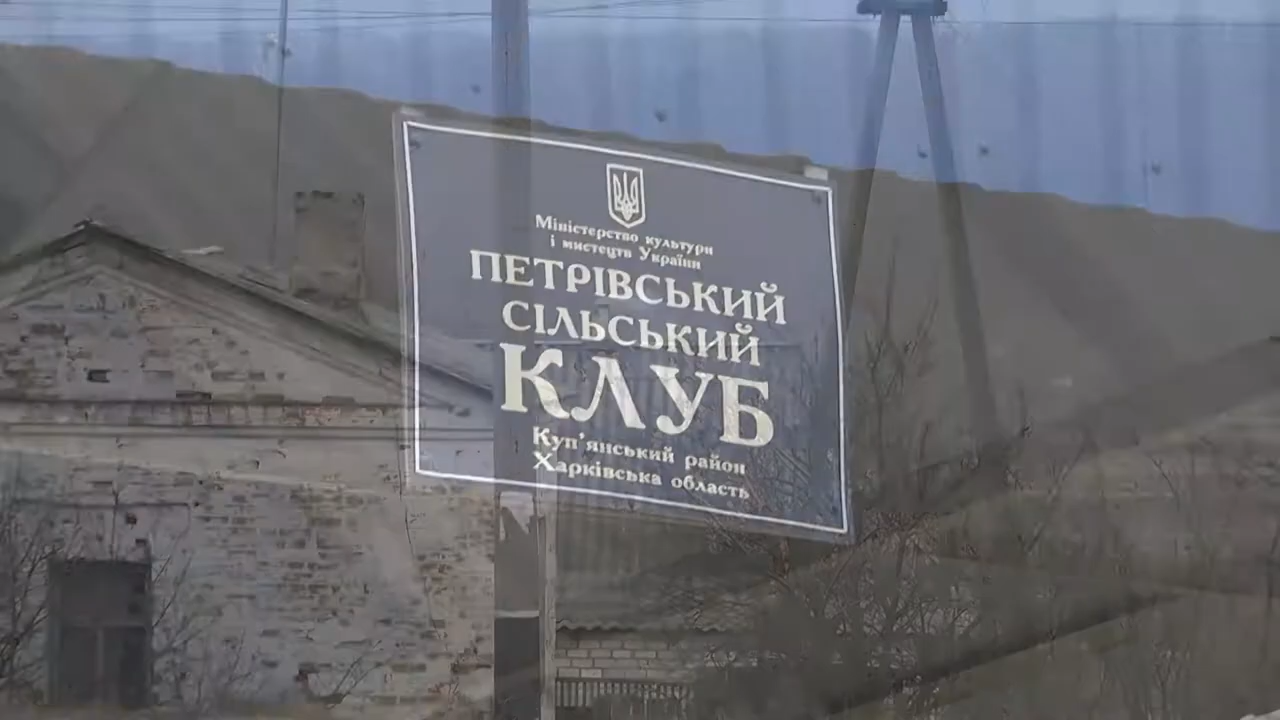 Міністерство культури
і мистецтв України
ПЕТРІВСЬКИЙ
СІЛЬСЬКИЙ
КЛУБ
Куп'янський район
Харківська область